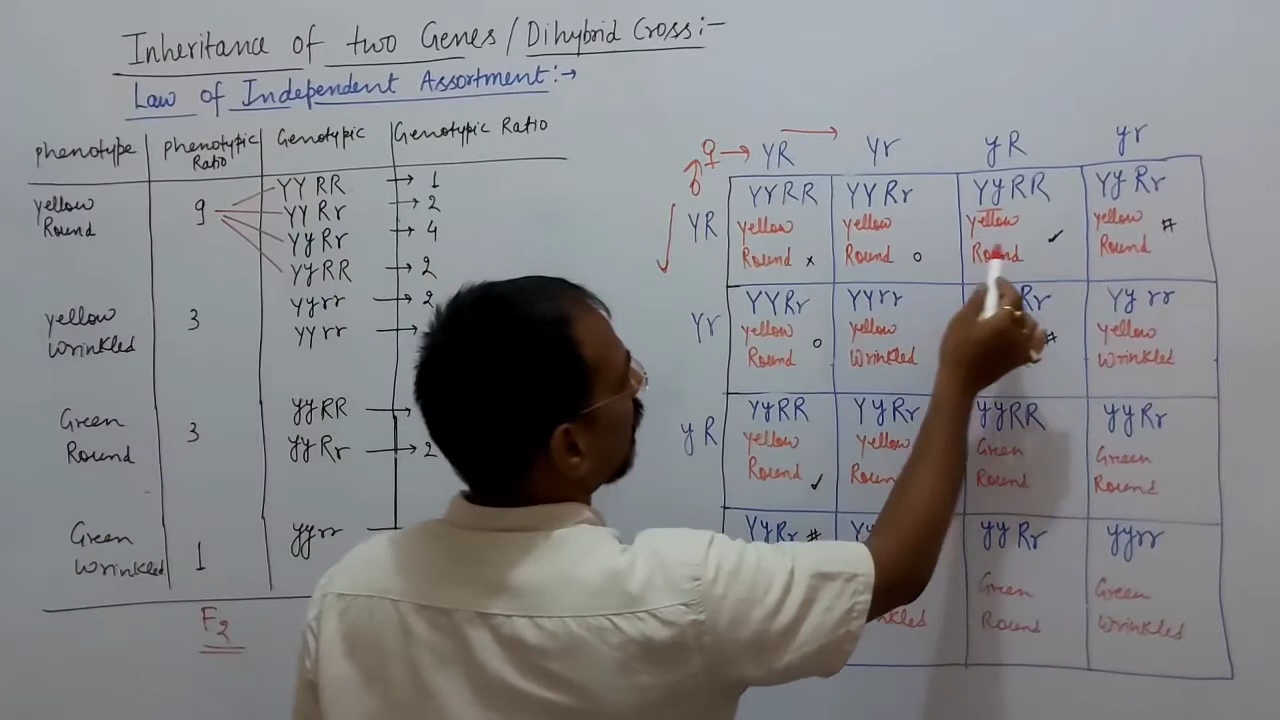 Inheritance of two Genes / Dihybrid Cross:-
Law of Independent Assortment:→
Phenotype Phenotypic Ratio Genotypic Genotypic Ratio
Yellow Round 9 YYRR → 1
YYRr → 2
YyRr → 4
YyRR → 2
Yellow Wrinkled 3 Yyrr → 2
YYrr →
Green Round 3 yyRR →
yyRr → 2
Green Wrinkled 1 yyrr
F2
♀ → YR Yr yR yr
♂
YR YYRR YYRr YyRR YyRr
Yellow Yellow Yellow Yellow #
Round x Round o Round ✓ Round
Yr YYRr YYrr Rr Yyrr
Yellow Yellow # Yellow
Round o Wrinkled Wrinkled
yR YyRR YyRr yyRR yyRr
Yellow Yellow Green Green
Round ✓ Round Round
YyRr # yyRr yyrr
Green Green
Round Wrinkled